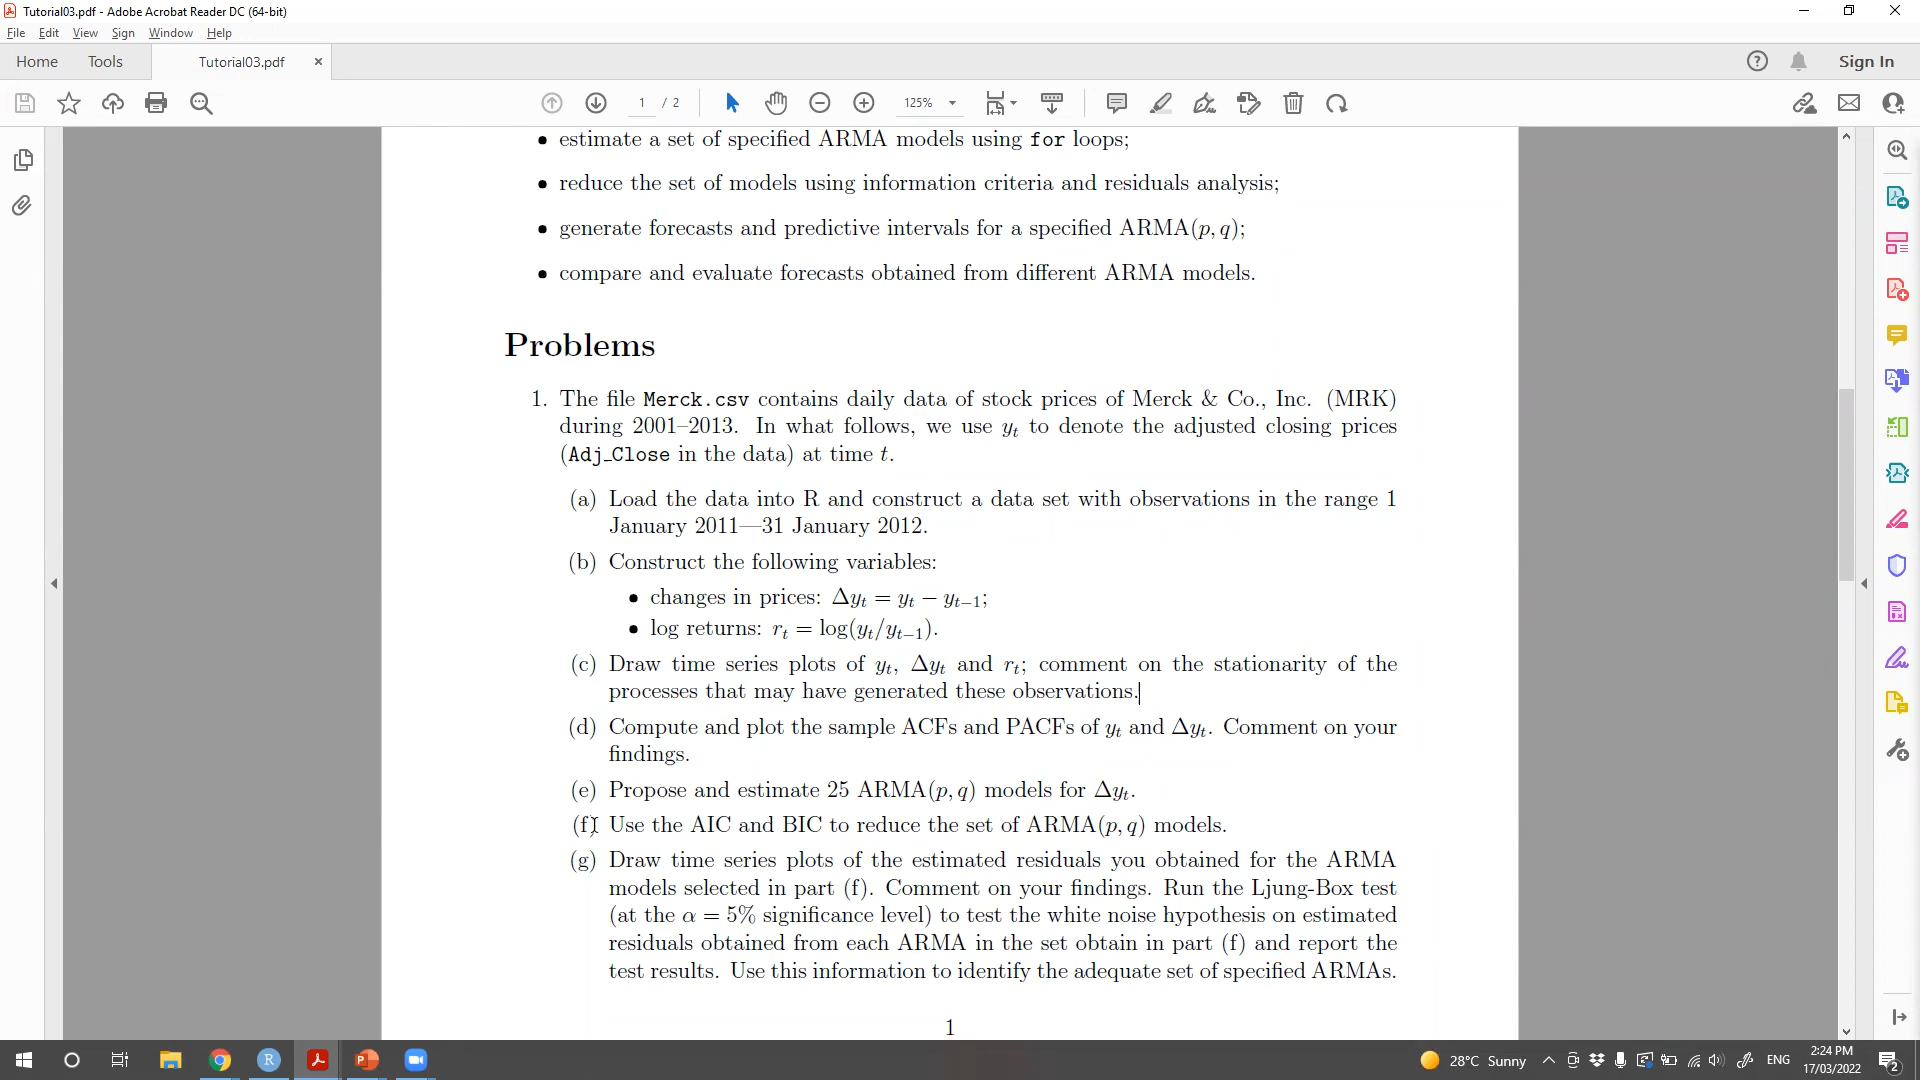 Tutorial03.pdf - Adobe Acrobat Reader DC (64-bit)
File Edit View Sign Window Help
Home Tools Tutorial03.pdf × Sign In
1 / 2 125%
• estimate a set of specified ARMA models using for loops;
• reduce the set of models using information criteria and residuals analysis;
• generate forecasts and predictive intervals for a specified ARMA(p, q);
• compare and evaluate forecasts obtained from different ARMA models.
Problems
1. The file Merck.csv contains daily data of stock prices of Merck & Co., Inc. (MRK)
during 2001–2013. In what follows, we use yₜ to denote the adjusted closing prices
(Adj_Close in the data) at time t.
(a) Load the data into R and construct a data set with observations in the range 1
January 2011—31 January 2012.
(b) Construct the following variables:
• changes in prices: Δyₜ = yₜ − yₜ₋₁;
• log returns: rₜ = log(yₜ/yₜ₋₁).
(c) Draw time series plots of yₜ, Δyₜ and rₜ; comment on the stationarity of the
processes that may have generated these observations.
(d) Compute and plot the sample ACFs and PACFs of yₜ and Δyₜ. Comment on your
findings.
(e) Propose and estimate 25 ARMA(p, q) models for Δyₜ.
(f) Use the AIC and BIC to reduce the set of ARMA(p, q) models.
(g) Draw time series plots of the estimated residuals you obtained for the ARMA
models selected in part (f). Comment on your findings. Run the Ljung-Box test
(at the α = 5% significance level) to test the white noise hypothesis on estimated
residuals obtained from each ARMA in the set obtain in part (f) and report the
test results. Use this information to identify the adequate set of specified ARMAs.
1
28°C Sunny ENG 2:24 PM
17/03/2022 2